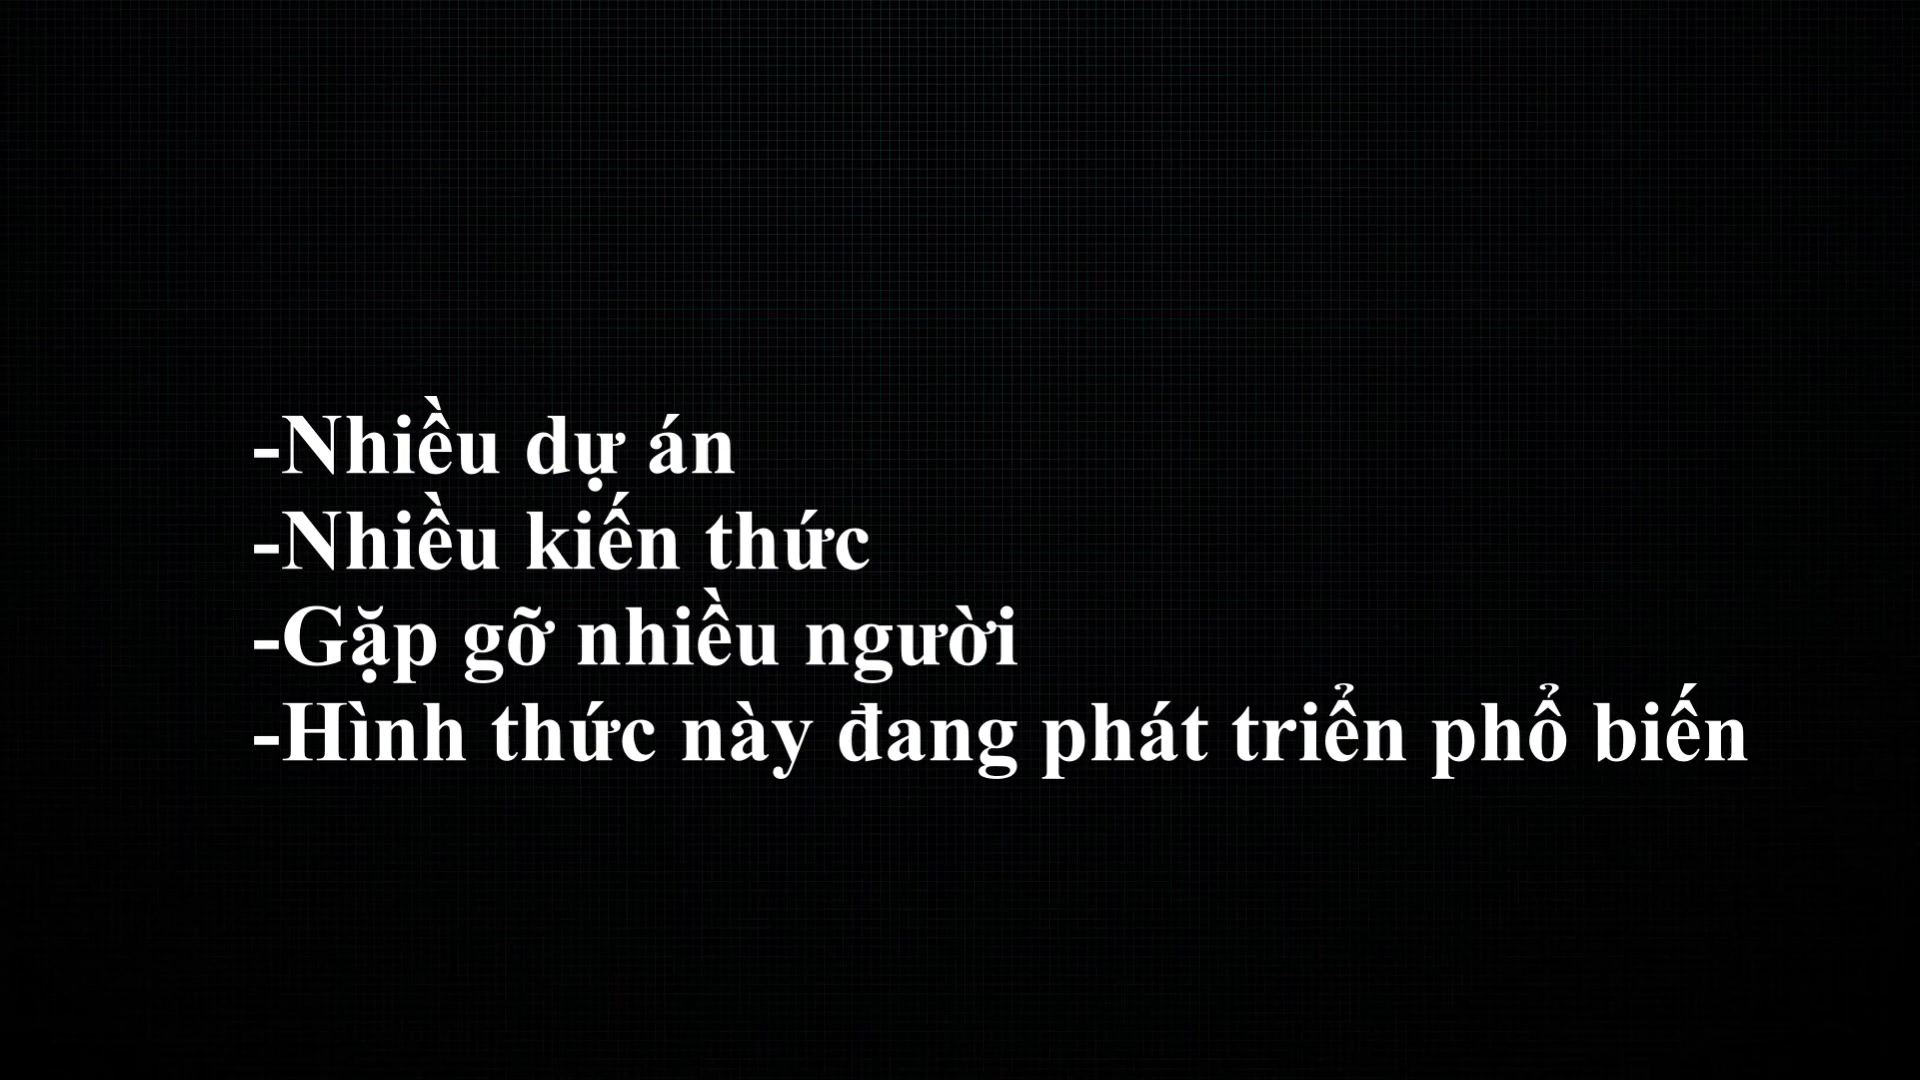 -Nhiều dự án
-Nhiều kiến thức
-Gặp gỡ nhiều người
-Hình thức này đang phát triển phổ biến